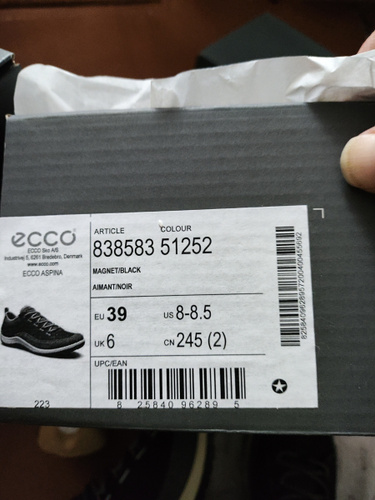 ecco
ECCO Sko A/S
Industrivej 5, 6261 Bredebro, Denmark
www.ecco.com
ECCO ASPINA
ARTICLE COLOUR
838583 51252
MAGNET/BLACK
AIMANT/NOIR
EU 39 US 8-8.5
UK 6 CN 245 (2)
UPC/EAN
8 25840 96289 5
223